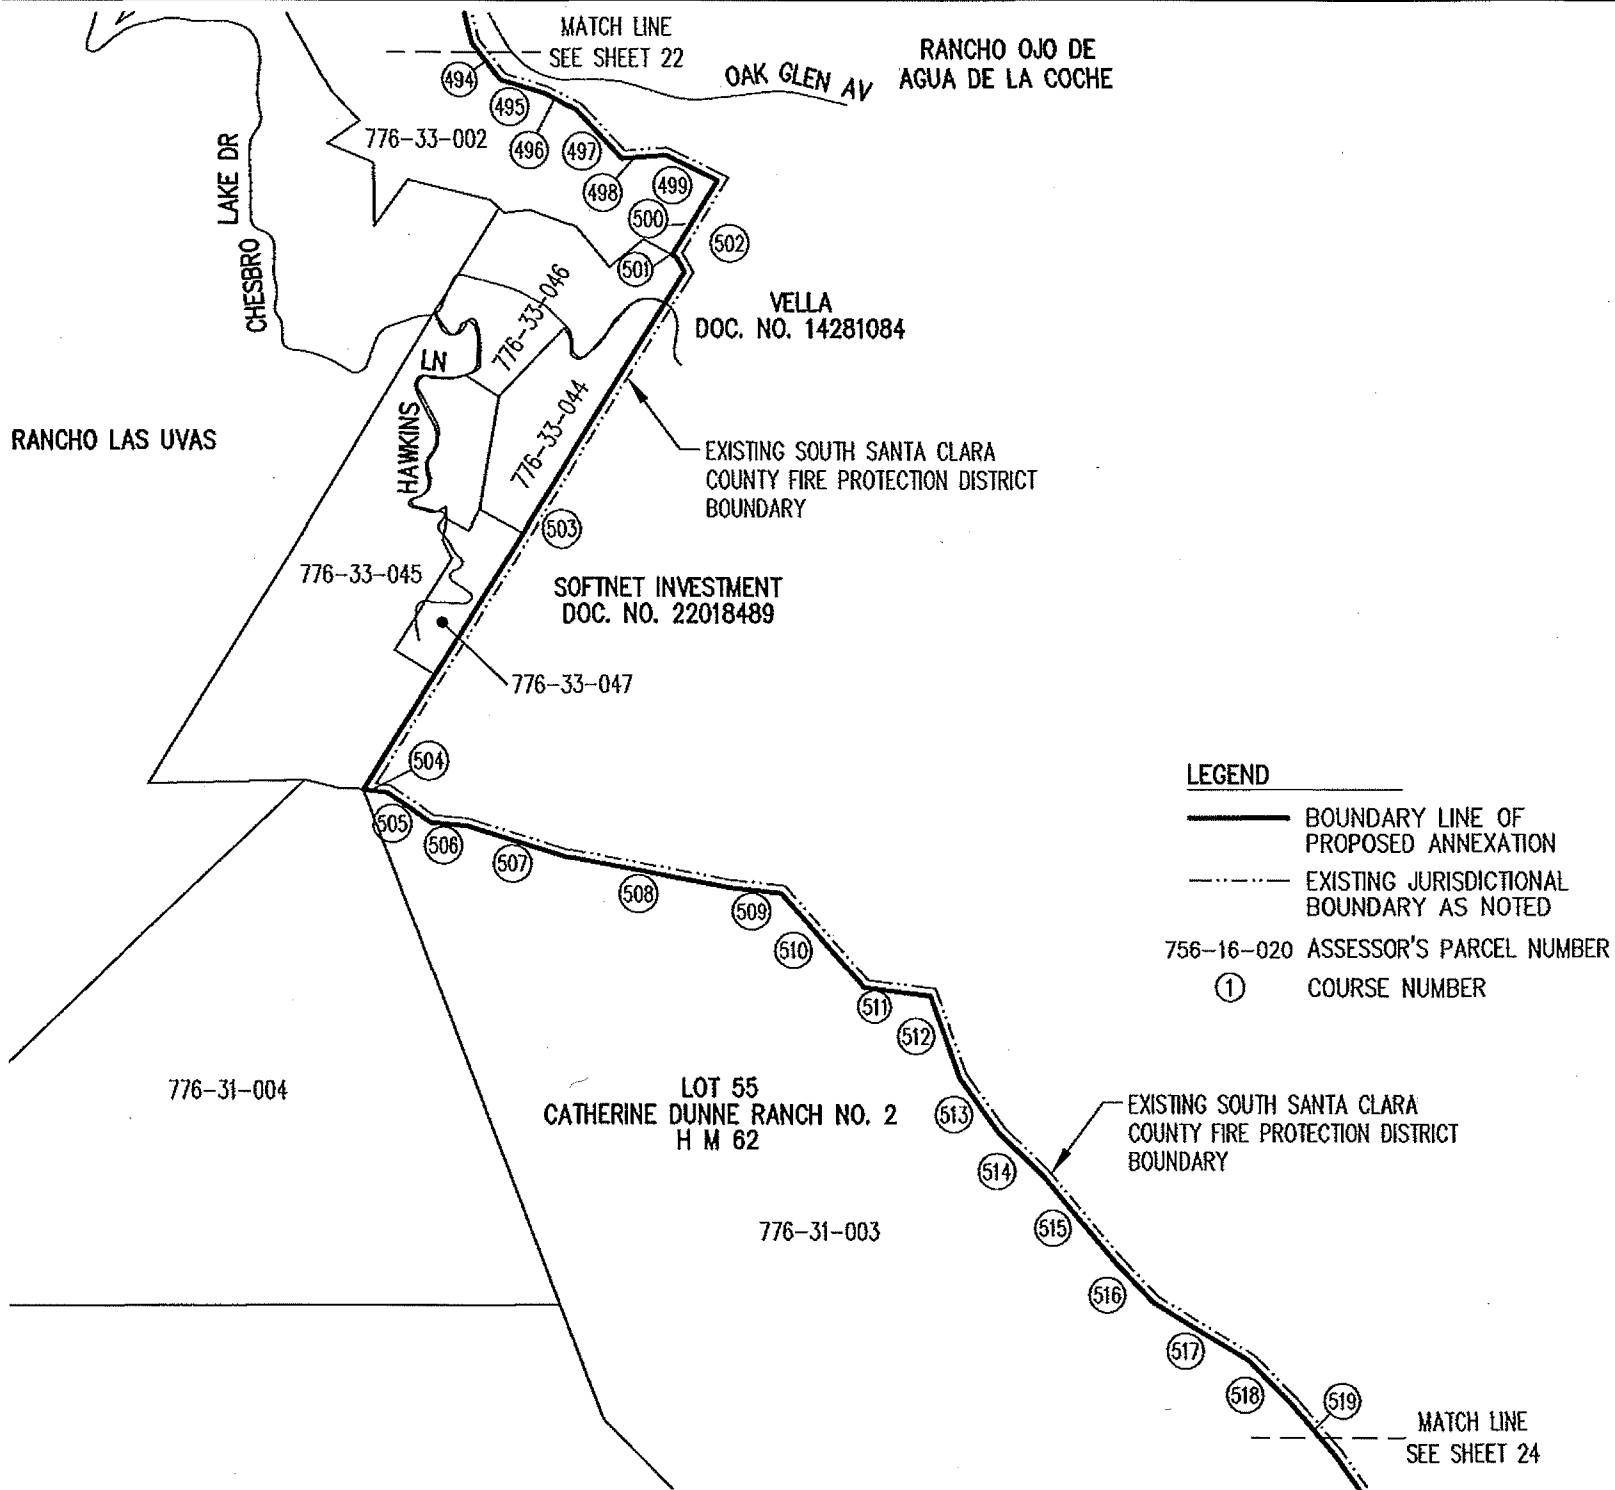 MATCH LINE
SEE SHEET 22
RANCHO OJO DE
AGUA DE LA COCHE
OAK GLEN AV
494
495
496
497
498
499
500
501
502
776-33-002
CHESBRO LAKE DR
776-33-046
VELLA
DOC. NO. 14281084
HAWKINS LN
776-33-044
RANCHO LAS UVAS
EXISTING SOUTH SANTA CLARA
COUNTY FIRE PROTECTION DISTRICT
BOUNDARY
503
776-33-045
SOFTNET INVESTMENT
DOC. NO. 22018489
776-33-047
504
505
506
507
508
509
510
511
512
513
514
515
516
517
518
519
LEGEND
BOUNDARY LINE OF
PROPOSED ANNEXATION
EXISTING JURISDICTIONAL
BOUNDARY AS NOTED
756-16-020 ASSESSOR'S PARCEL NUMBER
1 COURSE NUMBER
776-31-004
LOT 55
CATHERINE DUNNE RANCH NO. 2
H M 62
EXISTING SOUTH SANTA CLARA
COUNTY FIRE PROTECTION DISTRICT
BOUNDARY
776-31-003
MATCH LINE
SEE SHEET 24